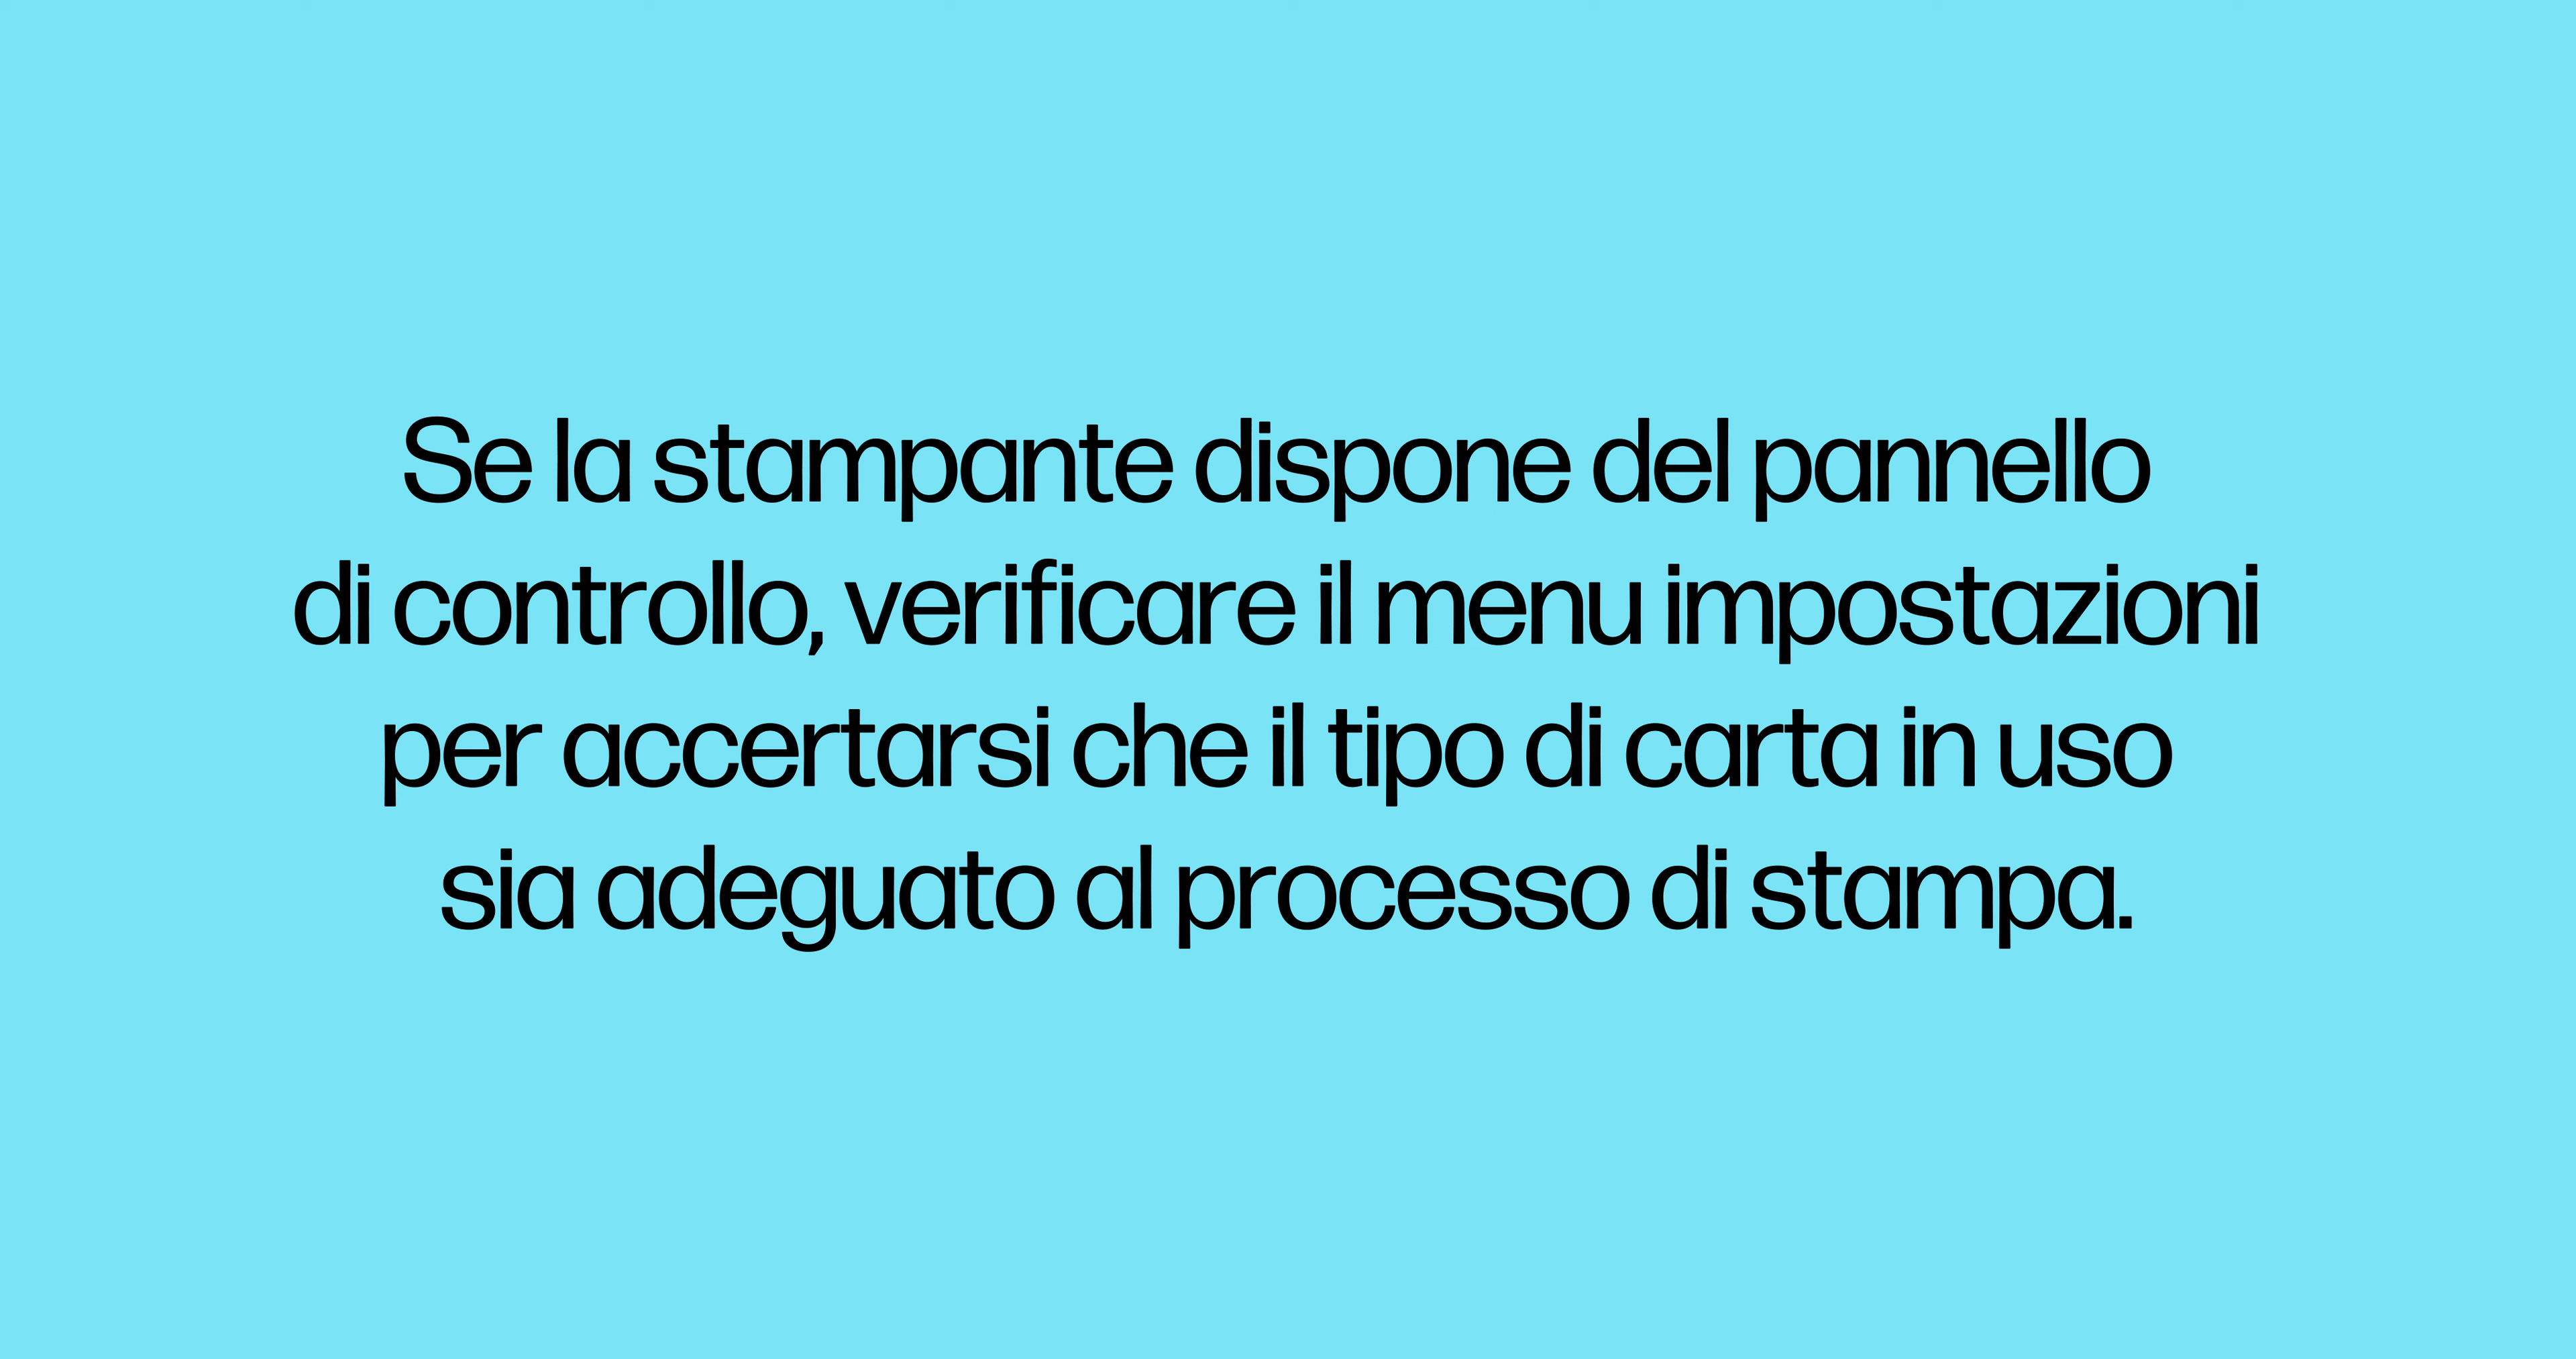 Se la stampante dispone del pannello
di controllo, verificare il menu impostazioni
per accertarsi che il tipo di carta in uso
sia adeguato al processo di stampa.